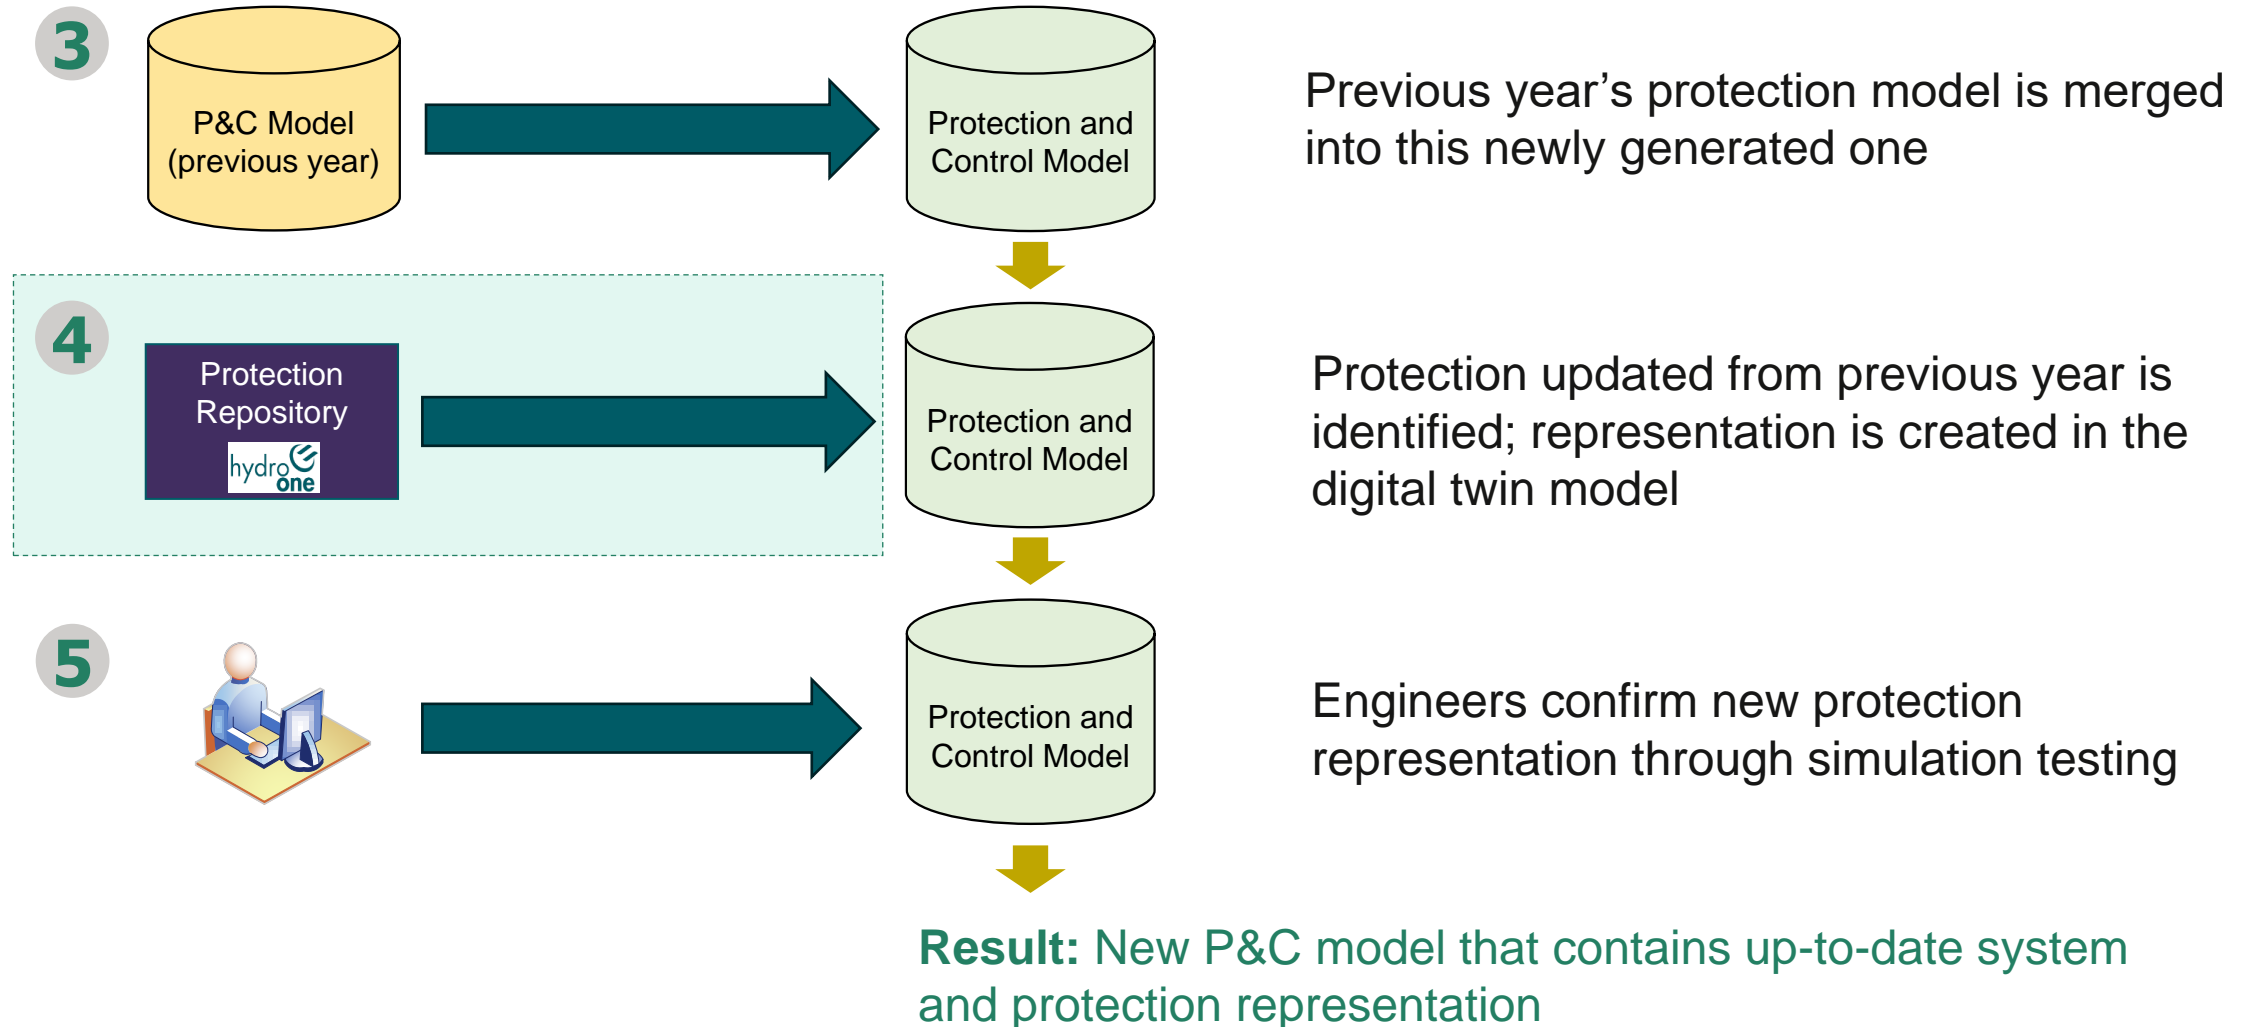 3
P&C Model
(previous year)
Protection and
Control Model
Previous year’s protection model is merged
into this newly generated one
4
Protection
Repository
hydro
one
Protection and
Control Model
Protection updated from previous year is
identified; representation is created in the
digital twin model
5
Protection and
Control Model
Engineers confirm new protection
representation through simulation testing
Result: New P&C model that contains up-to-date system
and protection representation